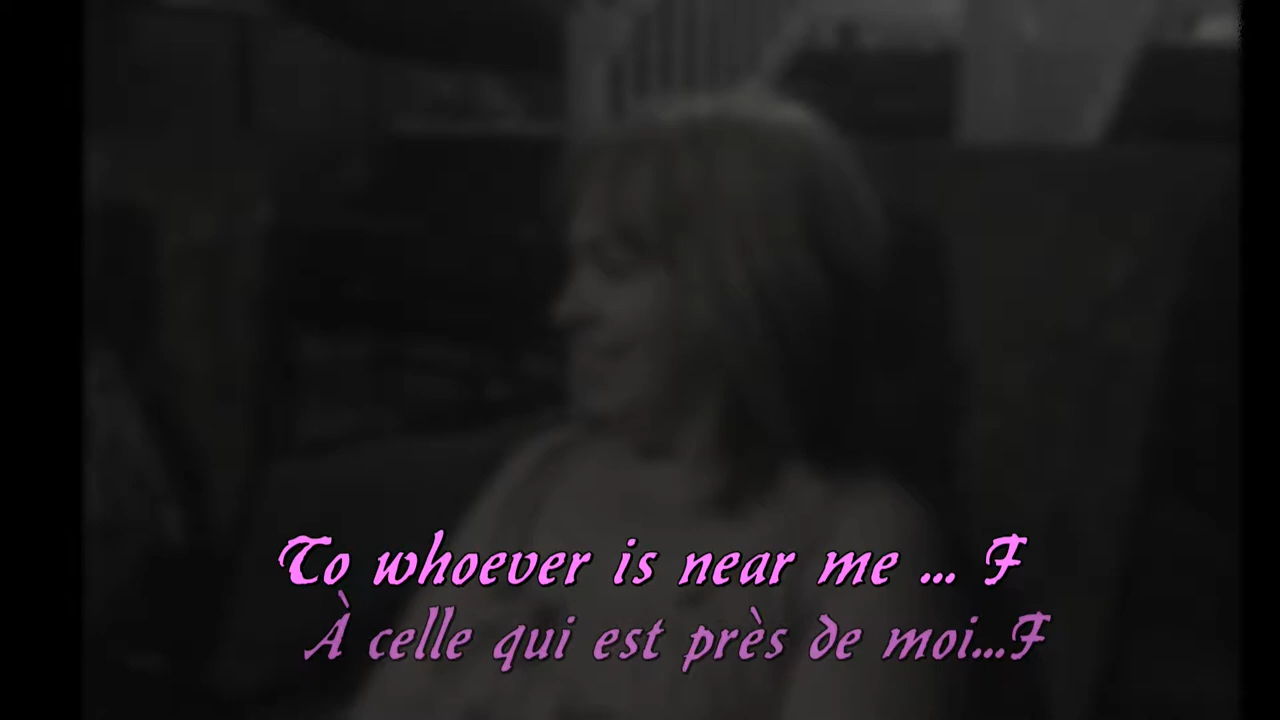 To whoever is near me ... F
À celle qui est près de moi...F